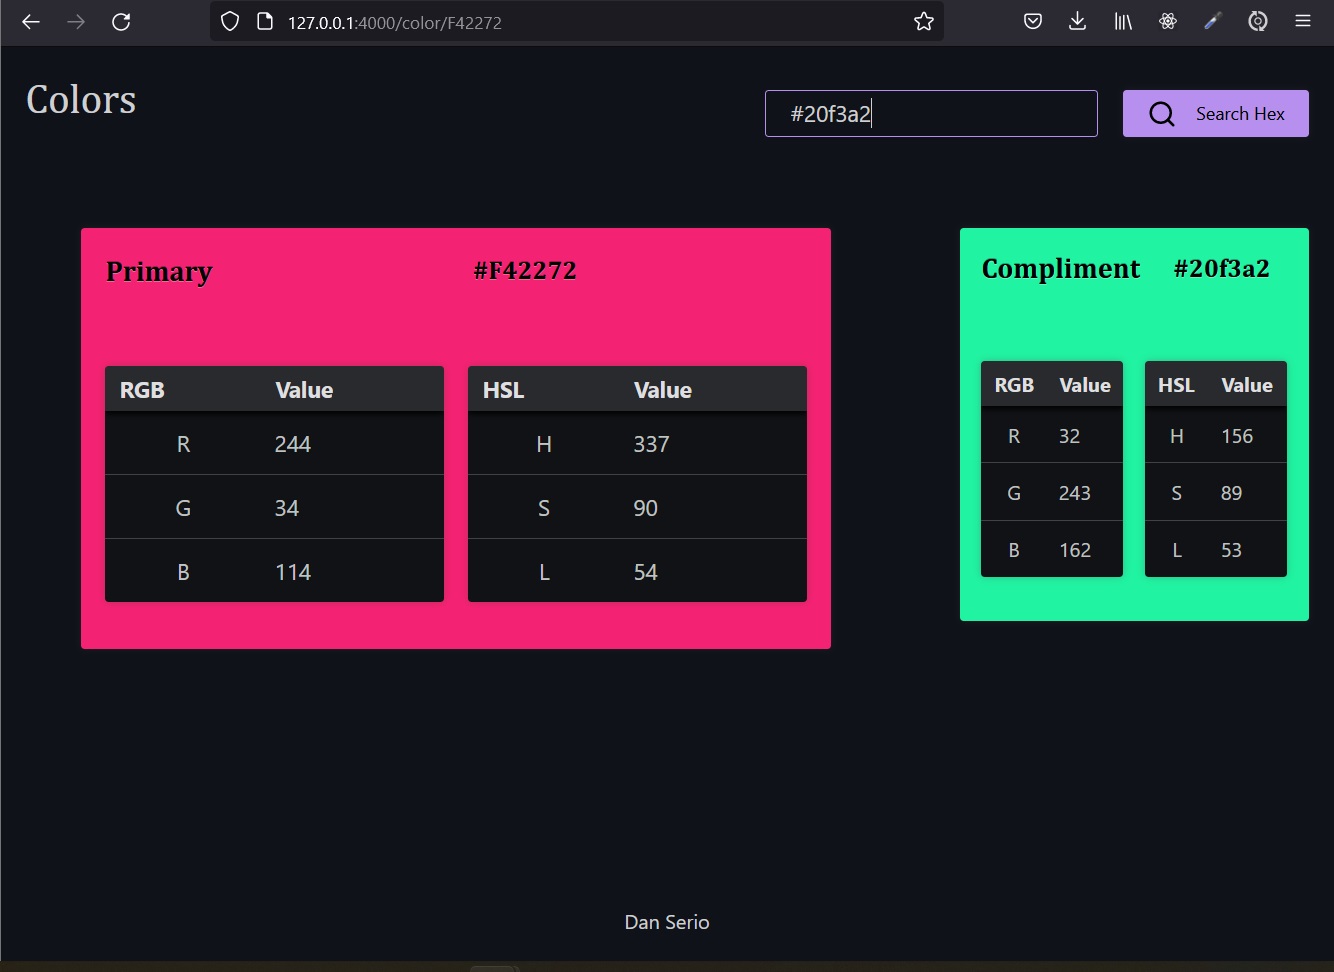 127.0.0.1:4000/color/F42272
Colors
#20f3a2
Search Hex
Primary #F42272
RGB Value
R 244
G 34
B 114
HSL Value
H 337
S 90
L 54
Compliment #20f3a2
RGB Value
R 32
G 243
B 162
HSL Value
H 156
S 89
L 53
Dan Serio